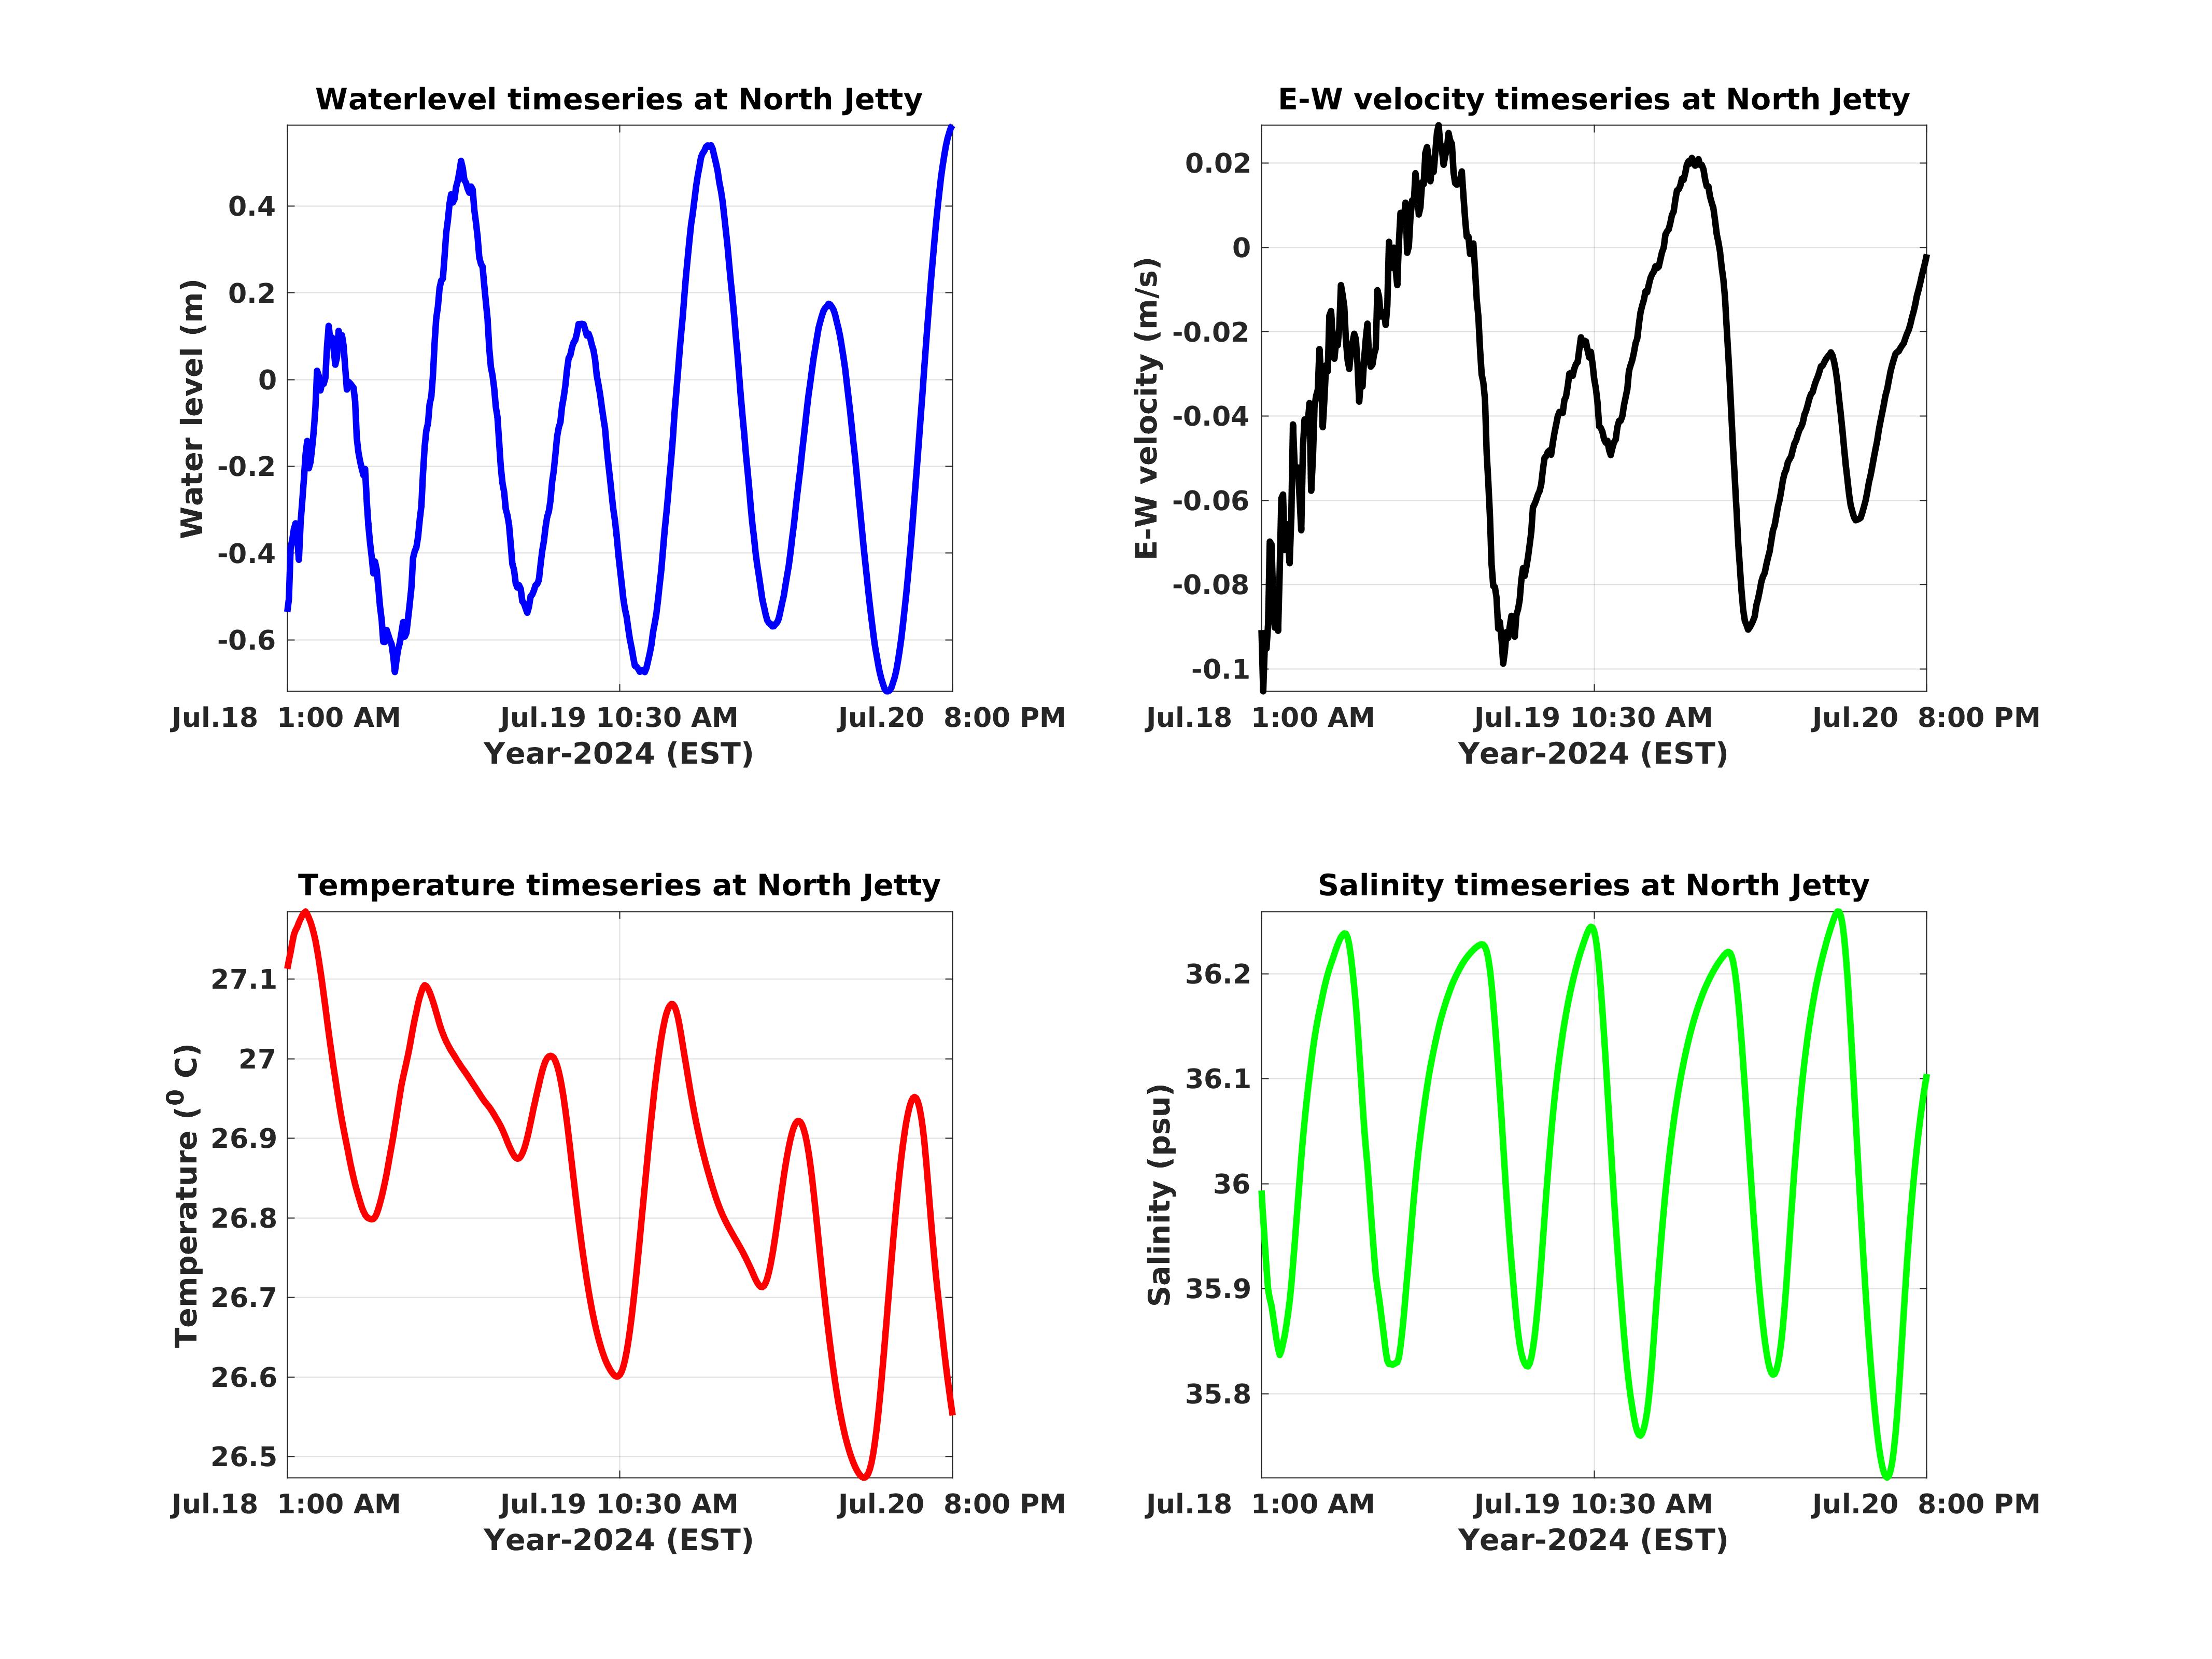 Waterlevel timeseries at North Jetty
Water level (m)
0.4
0.2
0
-0.2
-0.4
-0.6
Jul.18  1:00 AM Jul.19 10:30 AM Jul.20  8:00 PM
Year-2024 (EST)
E-W velocity timeseries at North Jetty
E-W velocity (m/s)
0.02
0
-0.02
-0.04
-0.06
-0.08
-0.1
Jul.18  1:00 AM Jul.19 10:30 AM Jul.20  8:00 PM
Year-2024 (EST)
Temperature timeseries at North Jetty
Temperature (⁰ C)
27.1
27
26.9
26.8
26.7
26.6
26.5
Jul.18  1:00 AM Jul.19 10:30 AM Jul.20  8:00 PM
Year-2024 (EST)
Salinity timeseries at North Jetty
Salinity (psu)
36.2
36.1
36
35.9
35.8
Jul.18  1:00 AM Jul.19 10:30 AM Jul.20  8:00 PM
Year-2024 (EST)